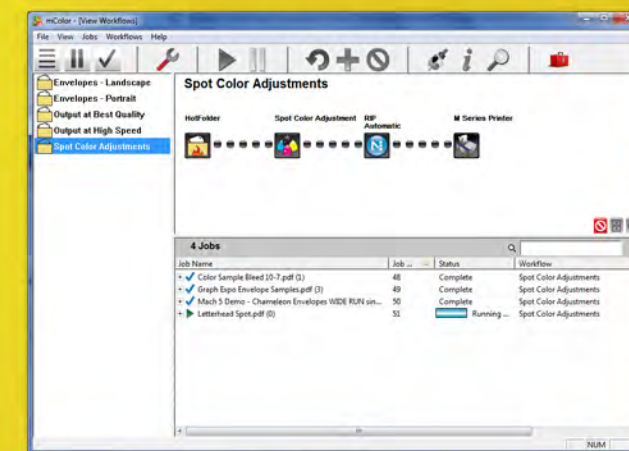 mColor - [View Workflows]
File View Jobs Workflows Help
Envelopes - Landscape
Envelopes - Portrait
Output at Best Quality
Output at High Speed
Spot Color Adjustments
Spot Color Adjustments
HotFolder Spot Color Adjustment RIP Automatic M Series Printer
4 Jobs
Job Name Job ... Status Workflow
Color Sample Bleed 10-7.pdf (1) 48 Complete Spot Color Adjustments
Graph Expo Envelope Samples.pdf (3) 49 Complete Spot Color Adjustments
Mach 5 Demo - Chameleon Envelopes WIDE RUN sin... 50 Complete Spot Color Adjustments
Letterhead Spot.pdf (0) 51 Running ... Spot Color Adjustments
NUM